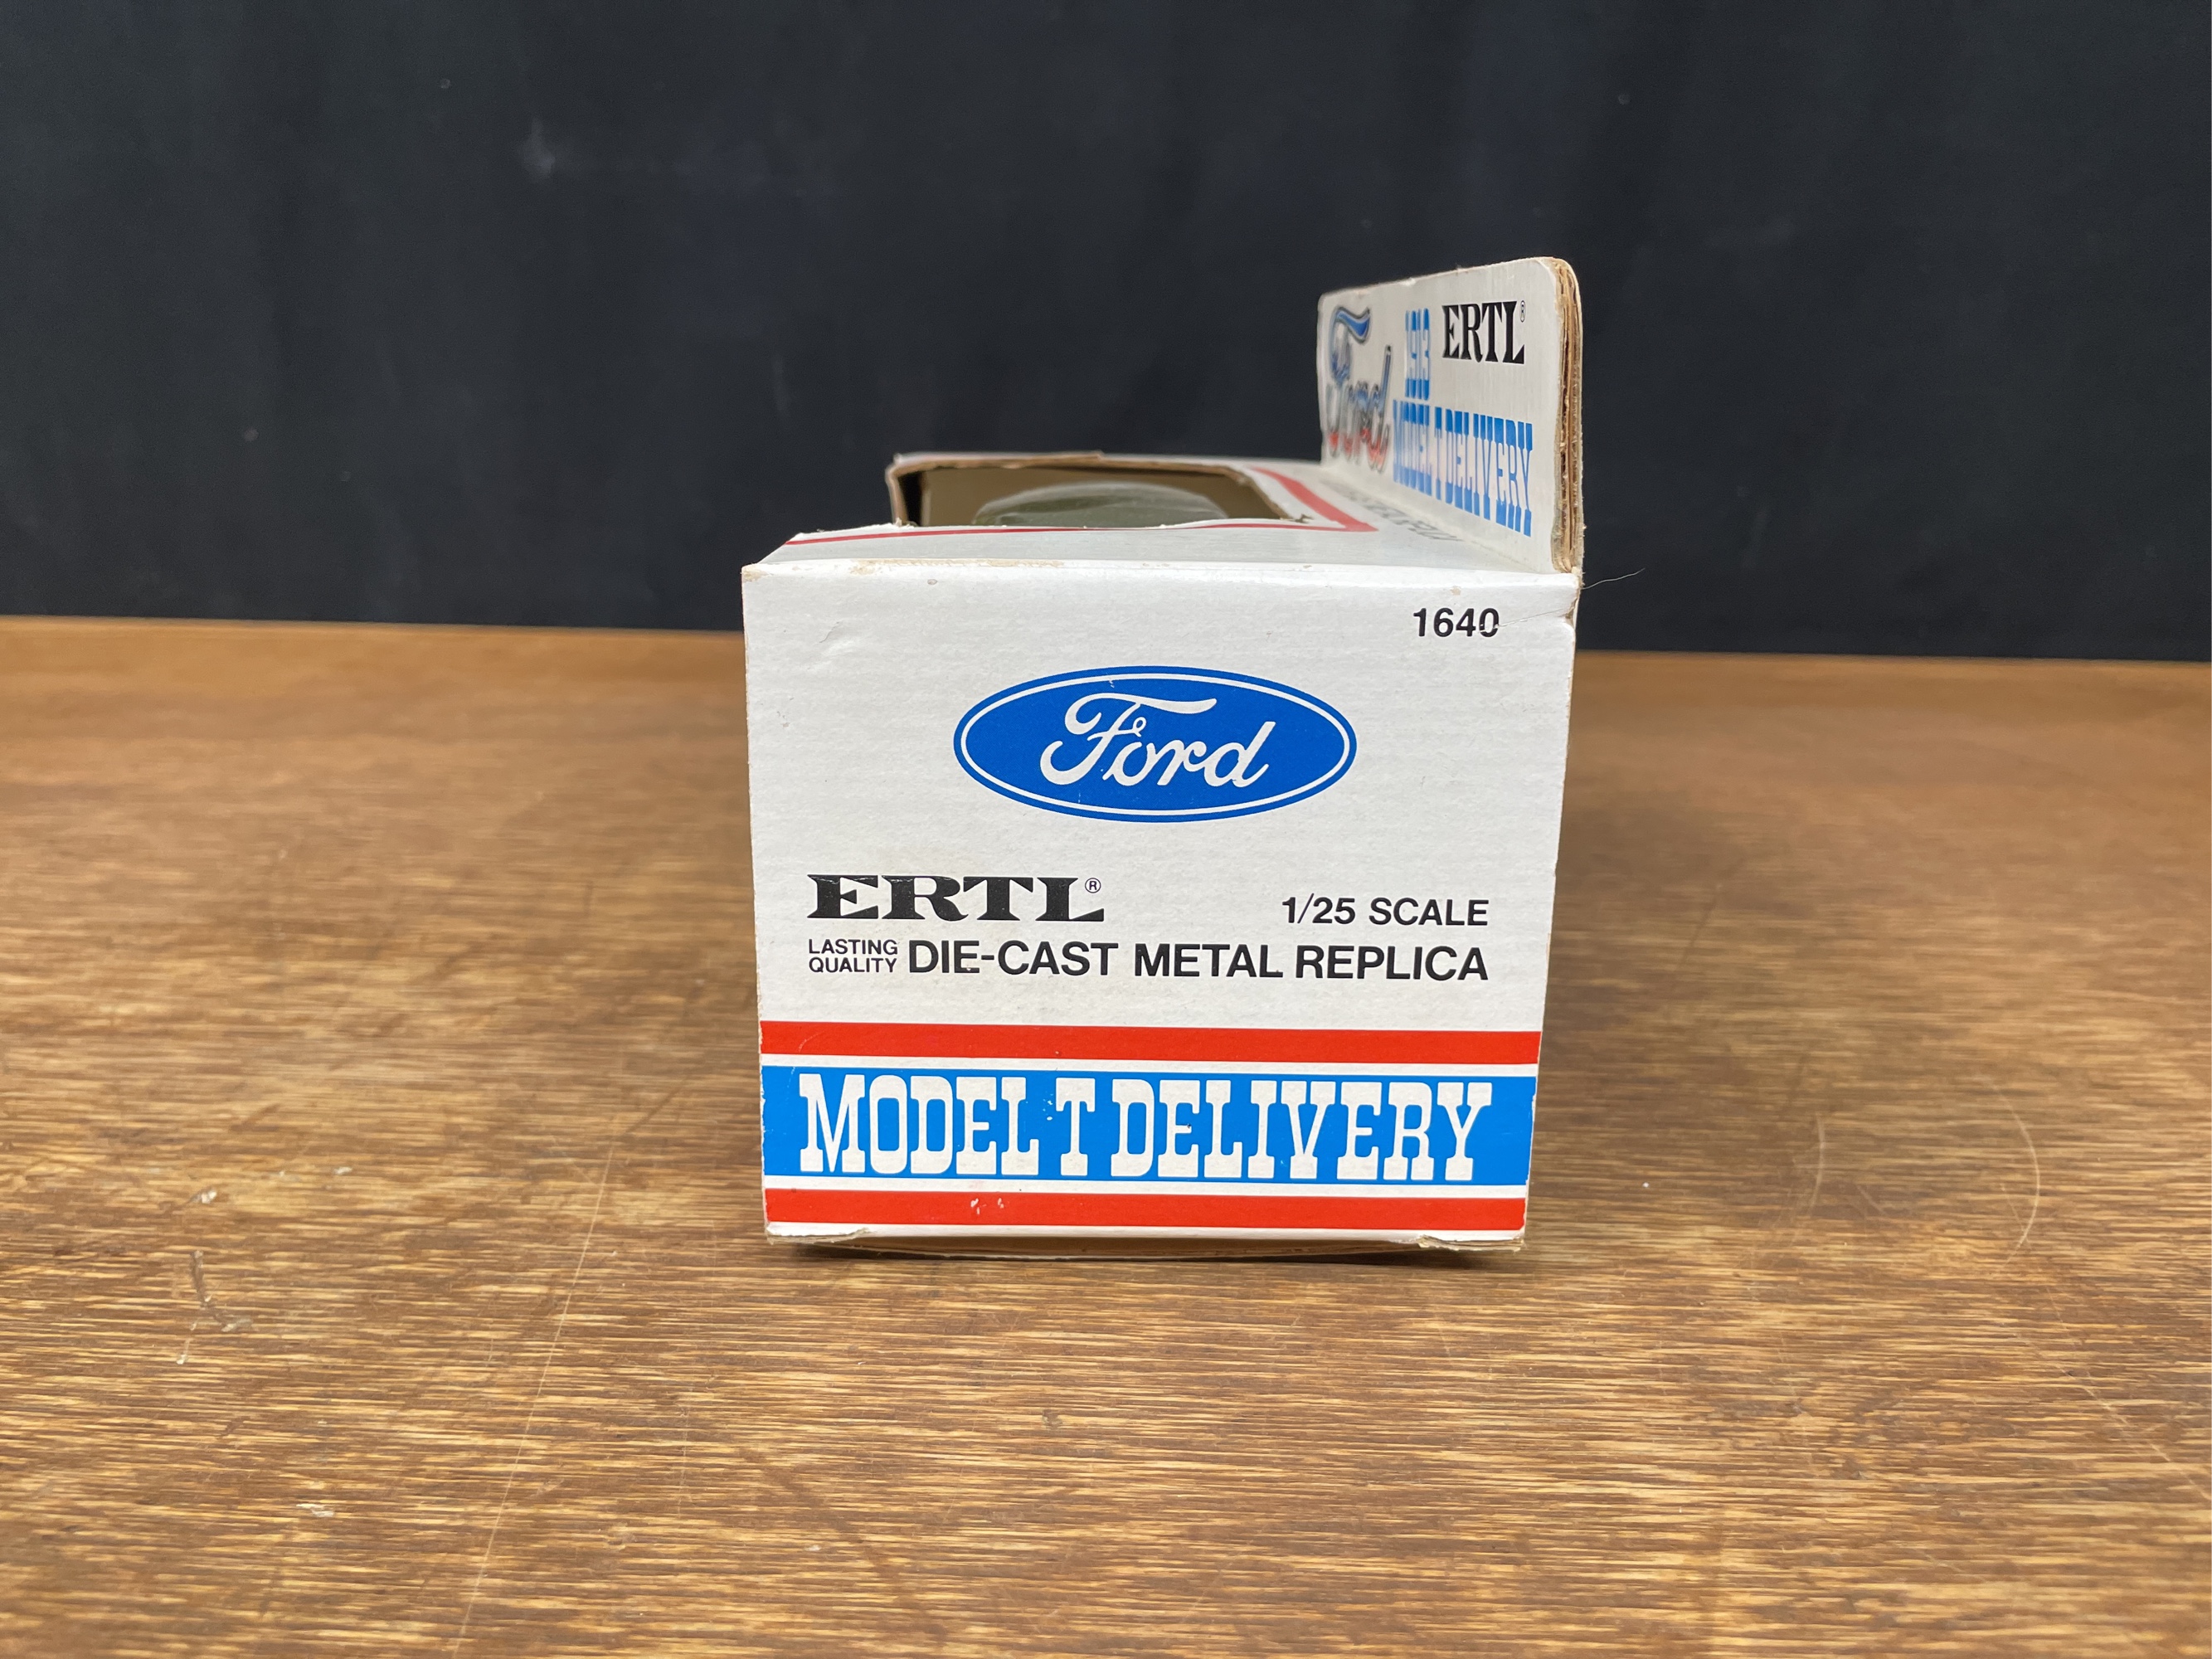 Ford
1913
ERTL®
MODEL T DELIVERY
1640
Ford
ERTL®
1/25 SCALE
LASTING
QUALITY
DIE-CAST METAL REPLICA
MODEL T DELIVERY